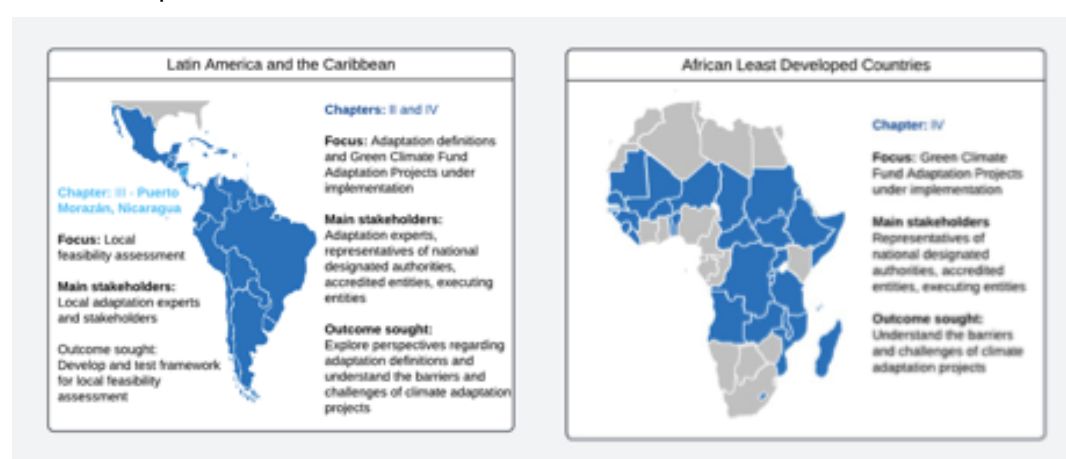 Latin America and the Caribbean
Chapter: III - Puerto
Morazán, Nicaragua
Focus: Local
feasibility assessment
Main stakeholders:
Local adaptation experts
and stakeholders
Outcome sought:
Develop and test framework
for local feasibility
assessment
Chapters: II and IV
Focus: Adaptation definitions
and Green Climate Fund
Adaptation Projects under
implementation
Main stakeholders:
Adaptation experts,
representatives of national
designated authorities,
accredited entities, executing
entities
Outcome sought:
Explore perspectives regarding
adaptation definitions and
understand the barriers and
challenges of climate adaptation
projects
African Least Developed Countries
Chapter: IV
Focus: Green Climate
Fund Adaptation Projects
under implementation
Main stakeholders
Representatives of
national designated
authorities, accredited
entities, executing entities
Outcome sought:
Understand the barriers
and challenges of climate
adaptation projects